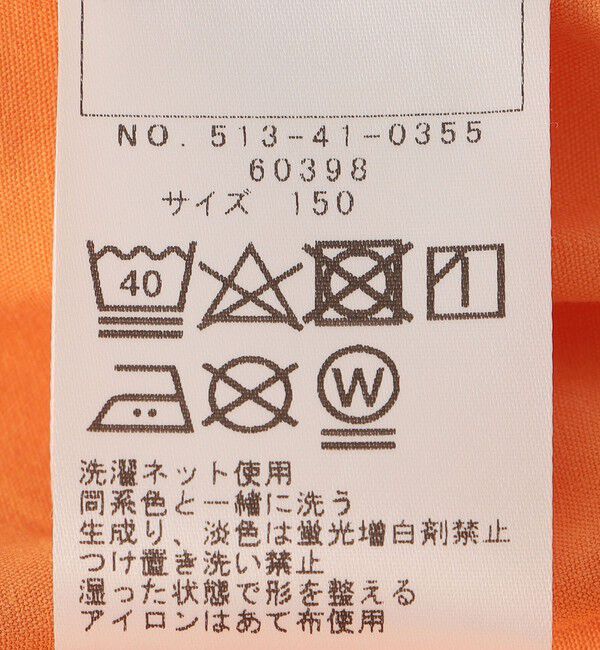 NO. 513-41-0355
60398
サイズ 150
40
W
洗濯ネット使用
同系色と一緒に洗う
生成り、淡色は蛍光増白剤禁止
つけ置き洗い禁止
湿った状態で形を整える
アイロンはあて布使用